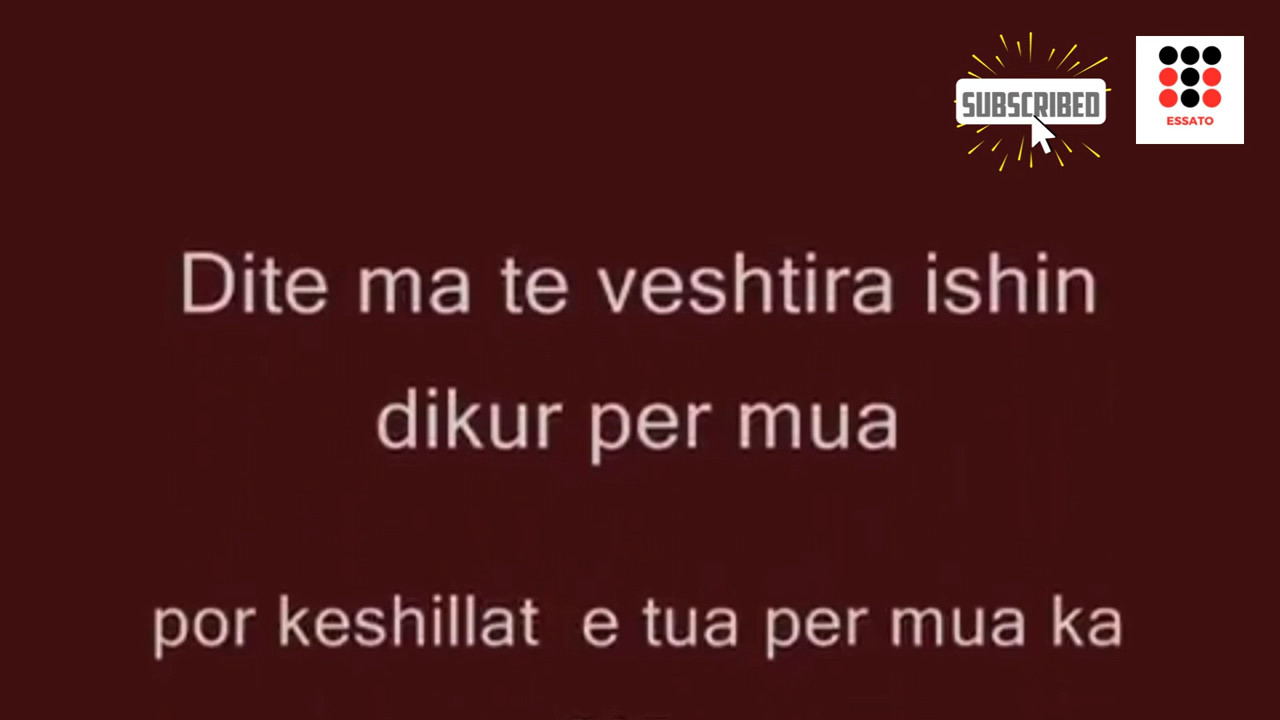 SUBSCRIBED
ESSATO
Dite ma te veshtira ishin
dikur per mua
por keshillat e tua per mua ka